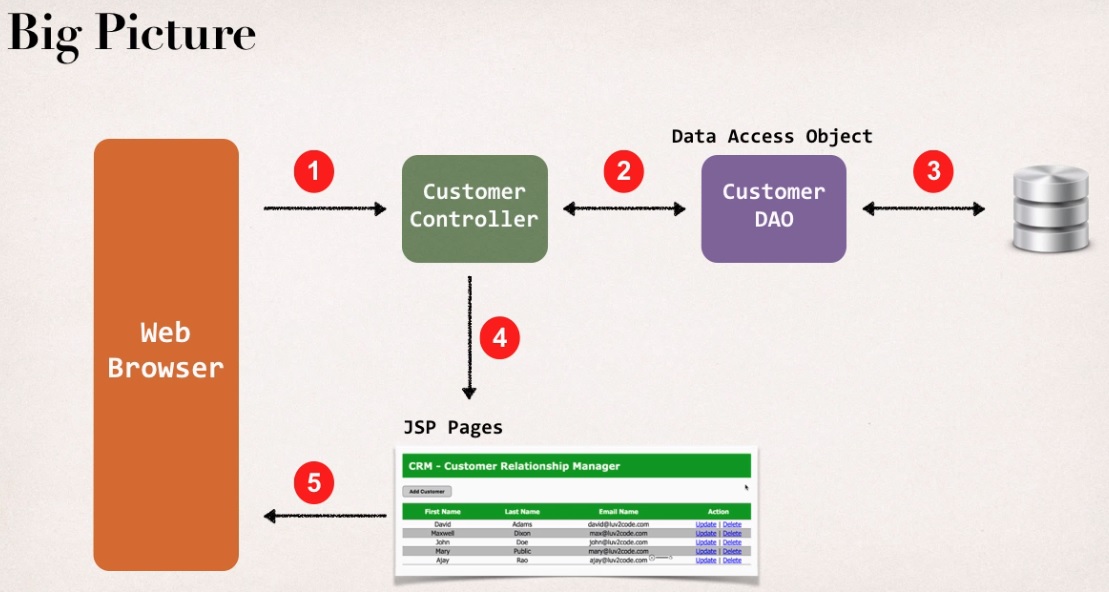 Big Picture
Data Access Object
1
2
3
Customer
Controller
Customer
DAO
Web
Browser
4
JSP Pages
5
CRM - Customer Relationship Manager
Add Customer
First Name Last Name Email Name Action
David Adams david@luv2code.com Update | Delete
Maxwell Dixon max@luv2code.com Update | Delete
John Doe john@luv2code.com Update | Delete
Mary Public mary@luv2code.com Update | Delete
Ajay Rao ajay@luv2code.com Update | Delete